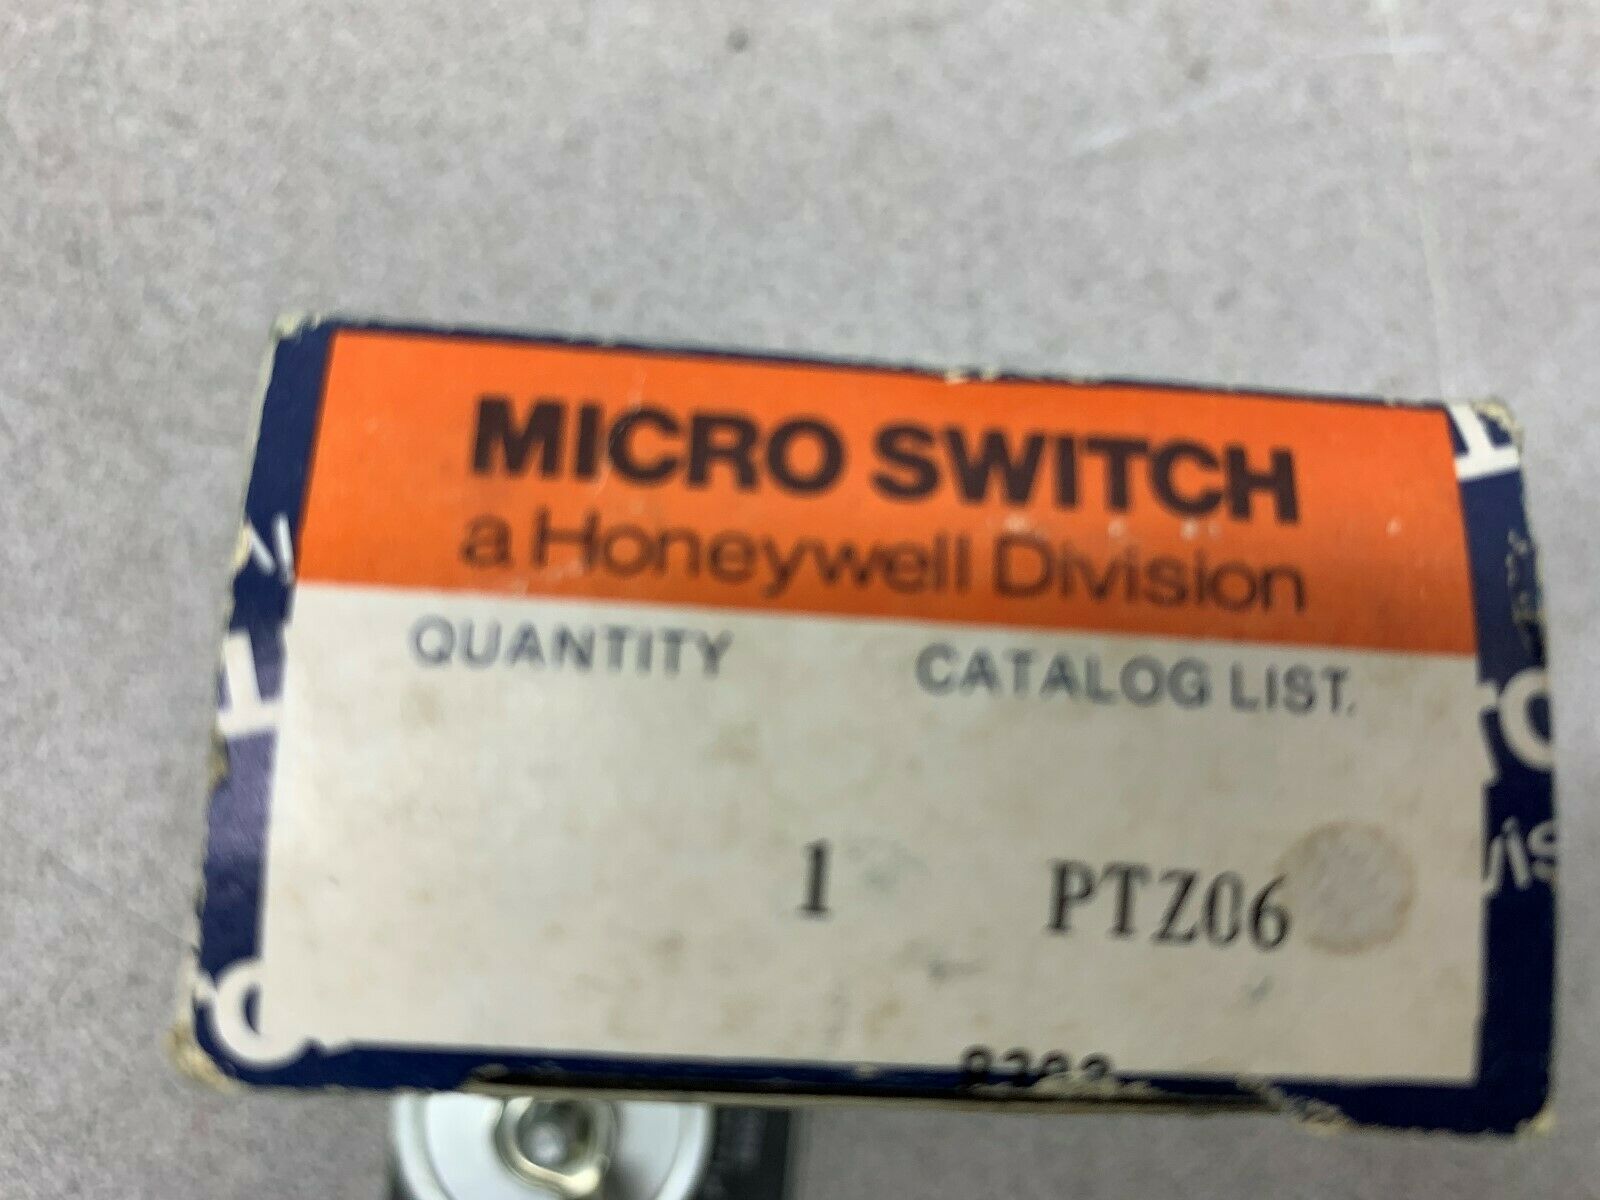 MICRO SWITCH
a Honeywell Division
QUANTITY CATALOG LIST.
1 PTZ06